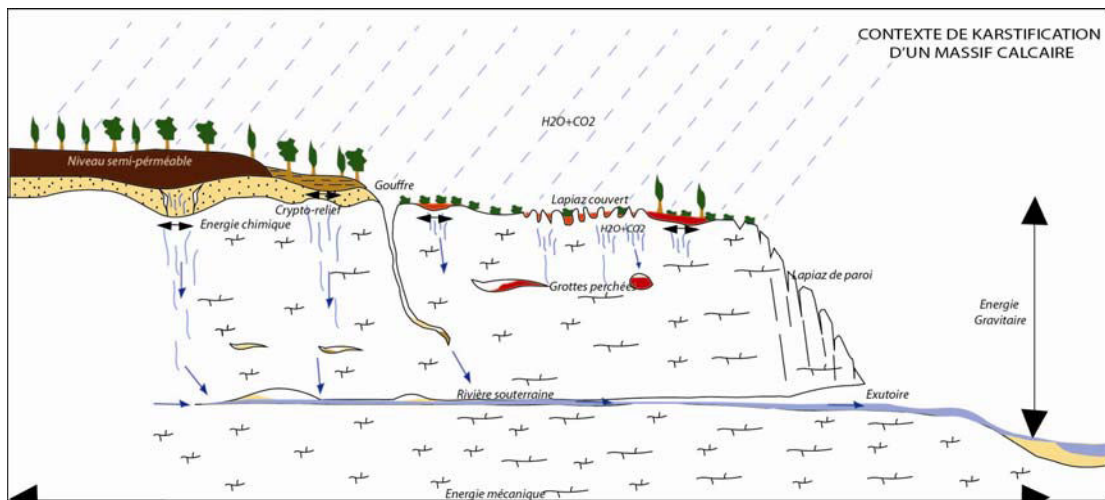 CONTEXTE DE KARSTIFICATION
D'UN MASSIF CALCAIRE
H2O+CO2
Niveau semi-pérméable
Gouffre
Crypto-relief
Lapiaz couvert
Energie chimique
H2O+CO2
Lapiaz de paroi
Grottes perchées
Energie
Gravitaire
Rivière souterraine
Exutoire
Energie mécanique